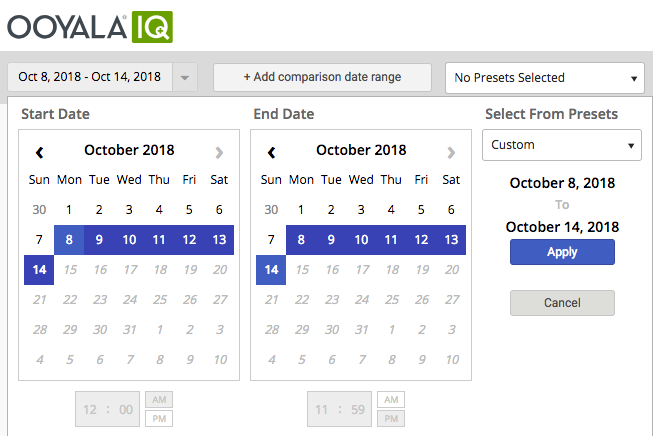 OOYALA IQ
Oct 8, 2018 - Oct 14, 2018
+ Add comparison date range
No Presets Selected
Start Date
October 2018
Sun Mon Tue Wed Thu Fri Sat
30 1 2 3 4 5 6
7 8 9 10 11 12 13
14 15 16 17 18 19 20
21 22 23 24 25 26 27
28 29 30 31 1 2 3
4 5 6 7 8 9 10
12 : 00
AM
PM
End Date
October 2018
Sun Mon Tue Wed Thu Fri Sat
30 1 2 3 4 5 6
7 8 9 10 11 12 13
14 15 16 17 18 19 20
21 22 23 24 25 26 27
28 29 30 31 1 2 3
4 5 6 7 8 9 10
11 : 59
AM
PM
Select From Presets
Custom
October 8, 2018
To
October 14, 2018
Apply
Cancel